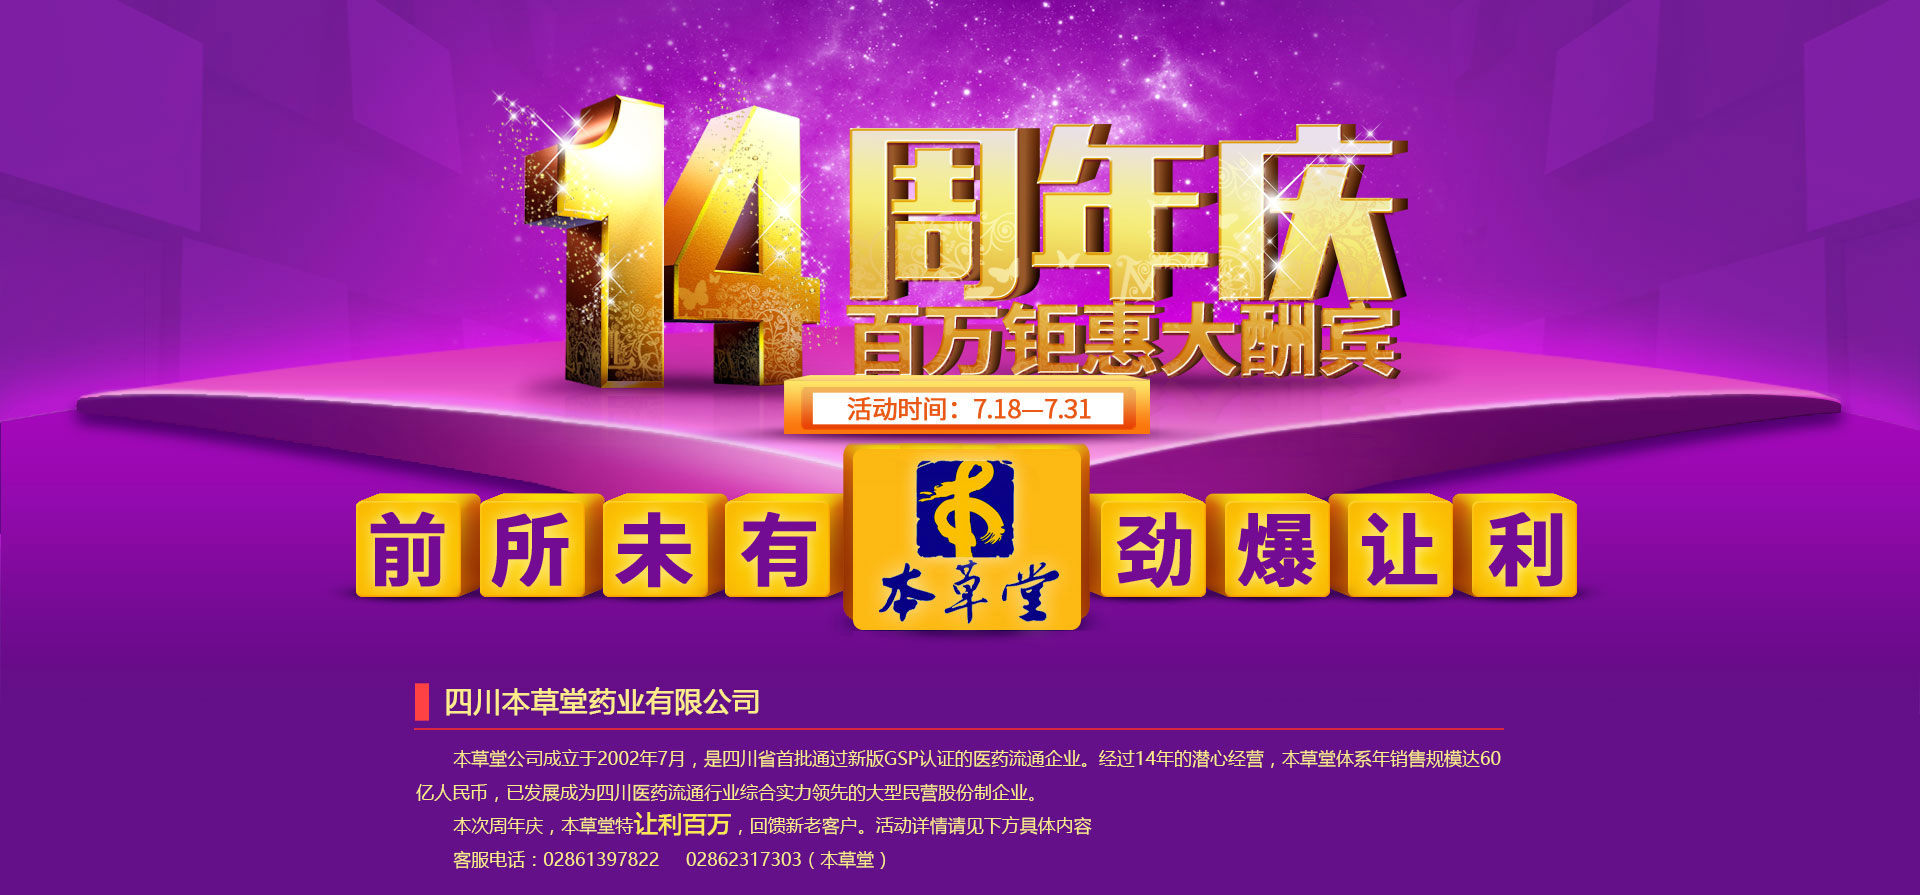 14周年庆
百万钜惠大酬宾
活动时间：7.18—7.31
前所未有 本草堂 劲爆让利
四川本草堂药业有限公司
本草堂公司成立于2002年7月，是四川省首批通过新版GSP认证的医药流通企业。经过14年的潜心经营，本草堂体系年销售规模达60
亿人民币，已发展成为四川医药流通行业综合实力领先的大型民营股份制企业。
本次周年庆，本草堂特让利百万，回馈新老客户。活动详情请见下方具体内容
客服电话：02861397822 02862317303（本草堂）